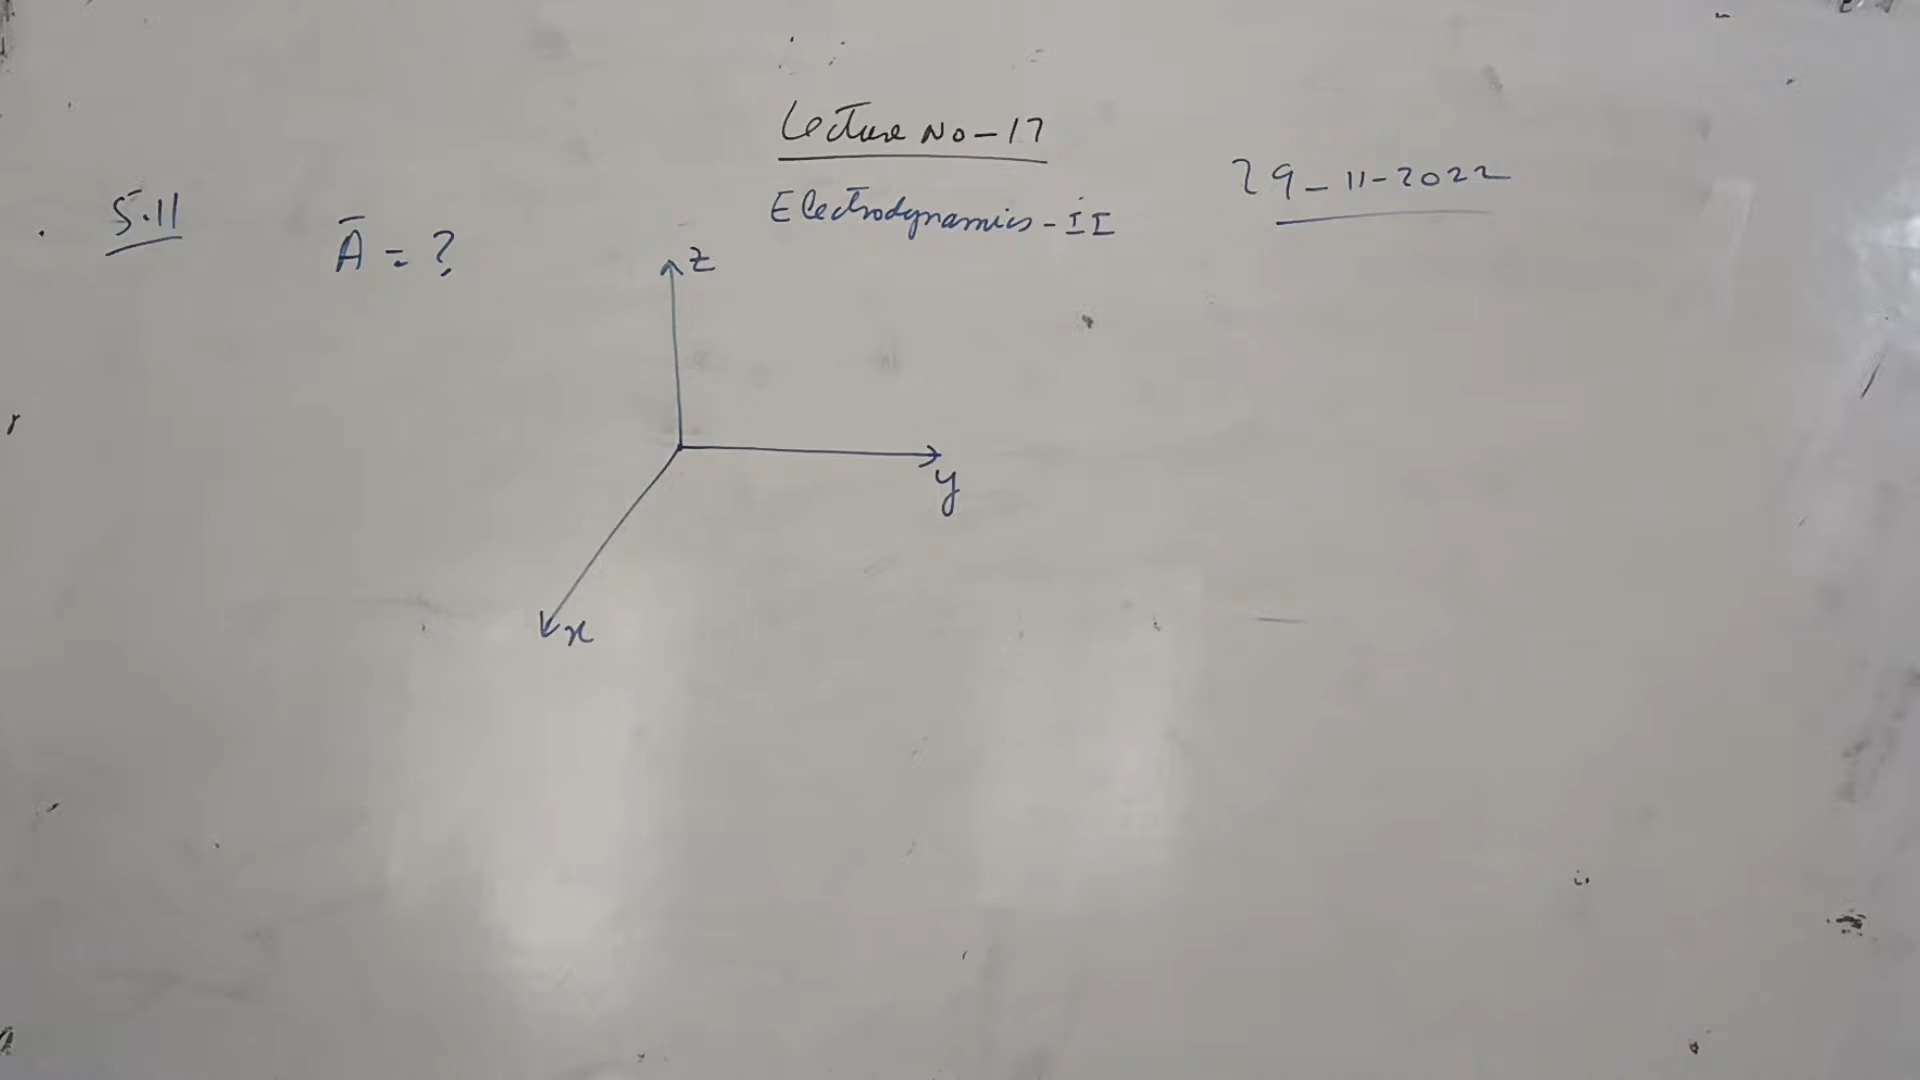 Lecture No-17
29-11-2022
Electrodynamics-II
5.11
Ā = ?
z
y
x